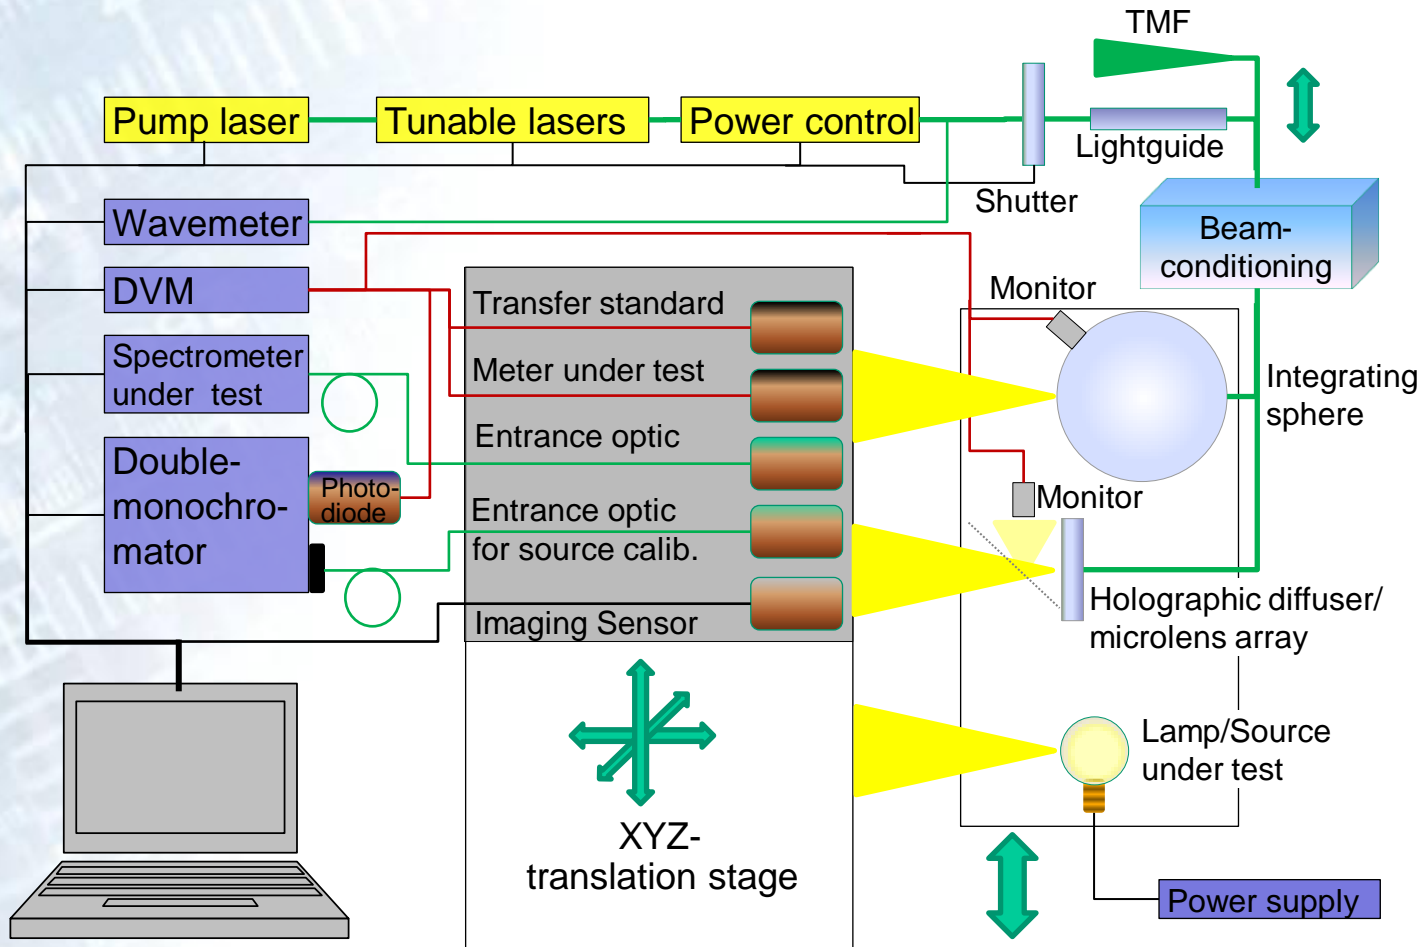 TMF
Pump laser
Tunable lasers
Power control
Lightguide
Shutter
Wavemeter
Beam-
conditioning
DVM
Monitor
Transfer standard
Spectrometer
under test
Meter under test
Integrating
sphere
Entrance optic
Double-
monochro-
mator
Photo-
diode
Monitor
Entrance optic
for source calib.
Holographic diffuser/
microlens array
Imaging Sensor
Lamp/Source
under test
XYZ-
translation stage
Power supply